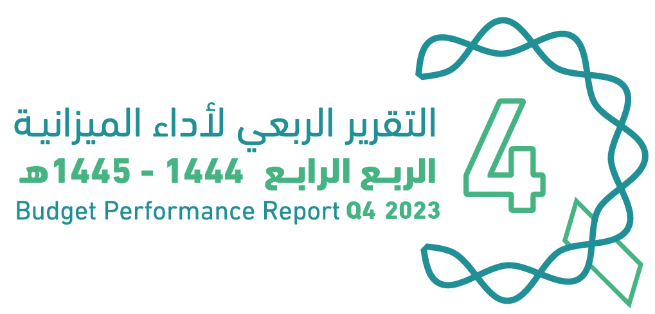 التقرير الربعي لأداء الميزانية
الربع الرابع 1444 - 1445هـ
Budget Performance Report Q4 2023
4